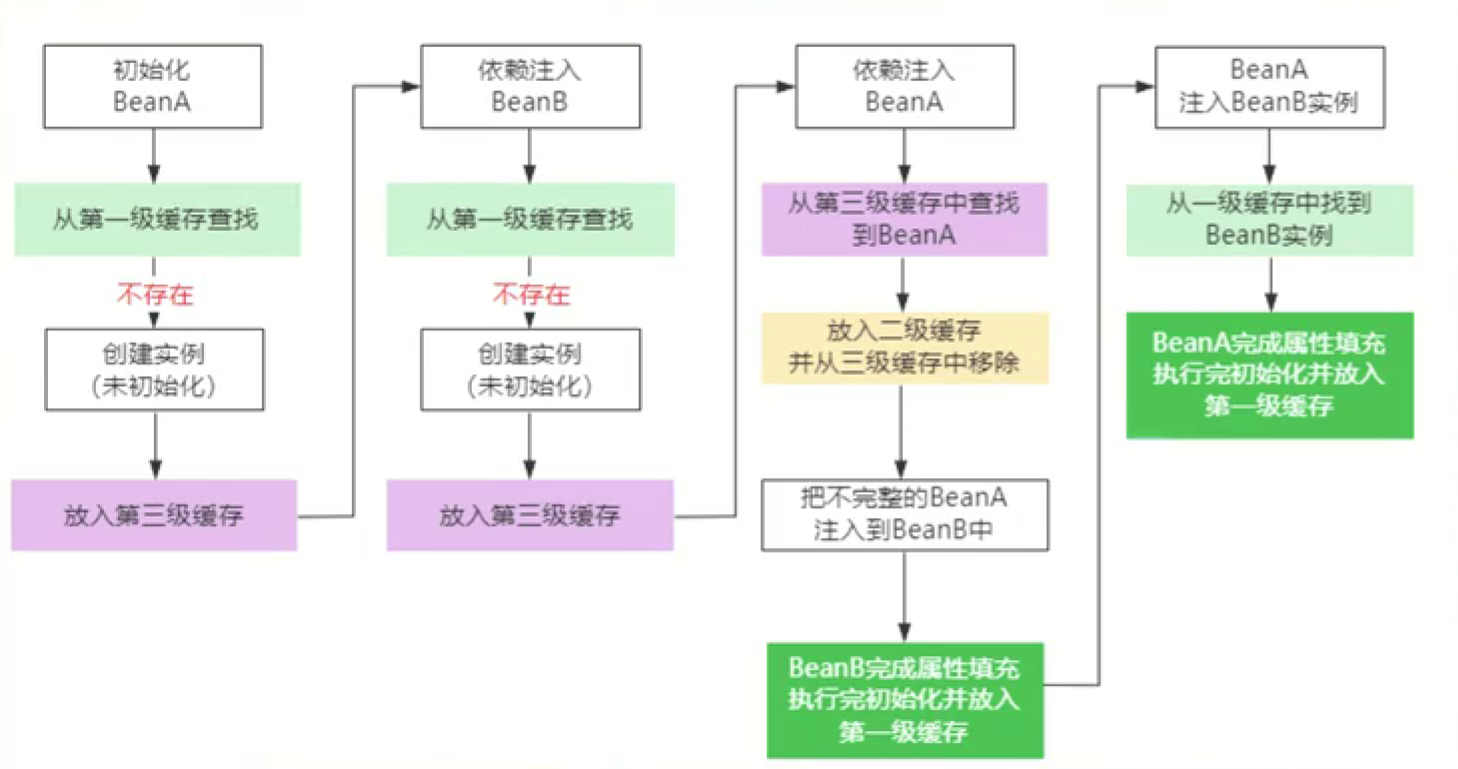 初始化
BeanA
从第一级缓存查找
不存在
创建实例
（未初始化）
放入第三级缓存
依赖注入
BeanB
从第一级缓存查找
不存在
创建实例
（未初始化）
放入第三级缓存
依赖注入
BeanA
从第三级缓存中查找
到BeanA
放入二级缓存
并从三级缓存中移除
把不完整的BeanA
注入到BeanB中
BeanB完成属性填充
执行完初始化并放入
第一级缓存
BeanA
注入BeanB实例
从一级缓存中找到
BeanB实例
BeanA完成属性填充
执行完初始化并放入
第一级缓存